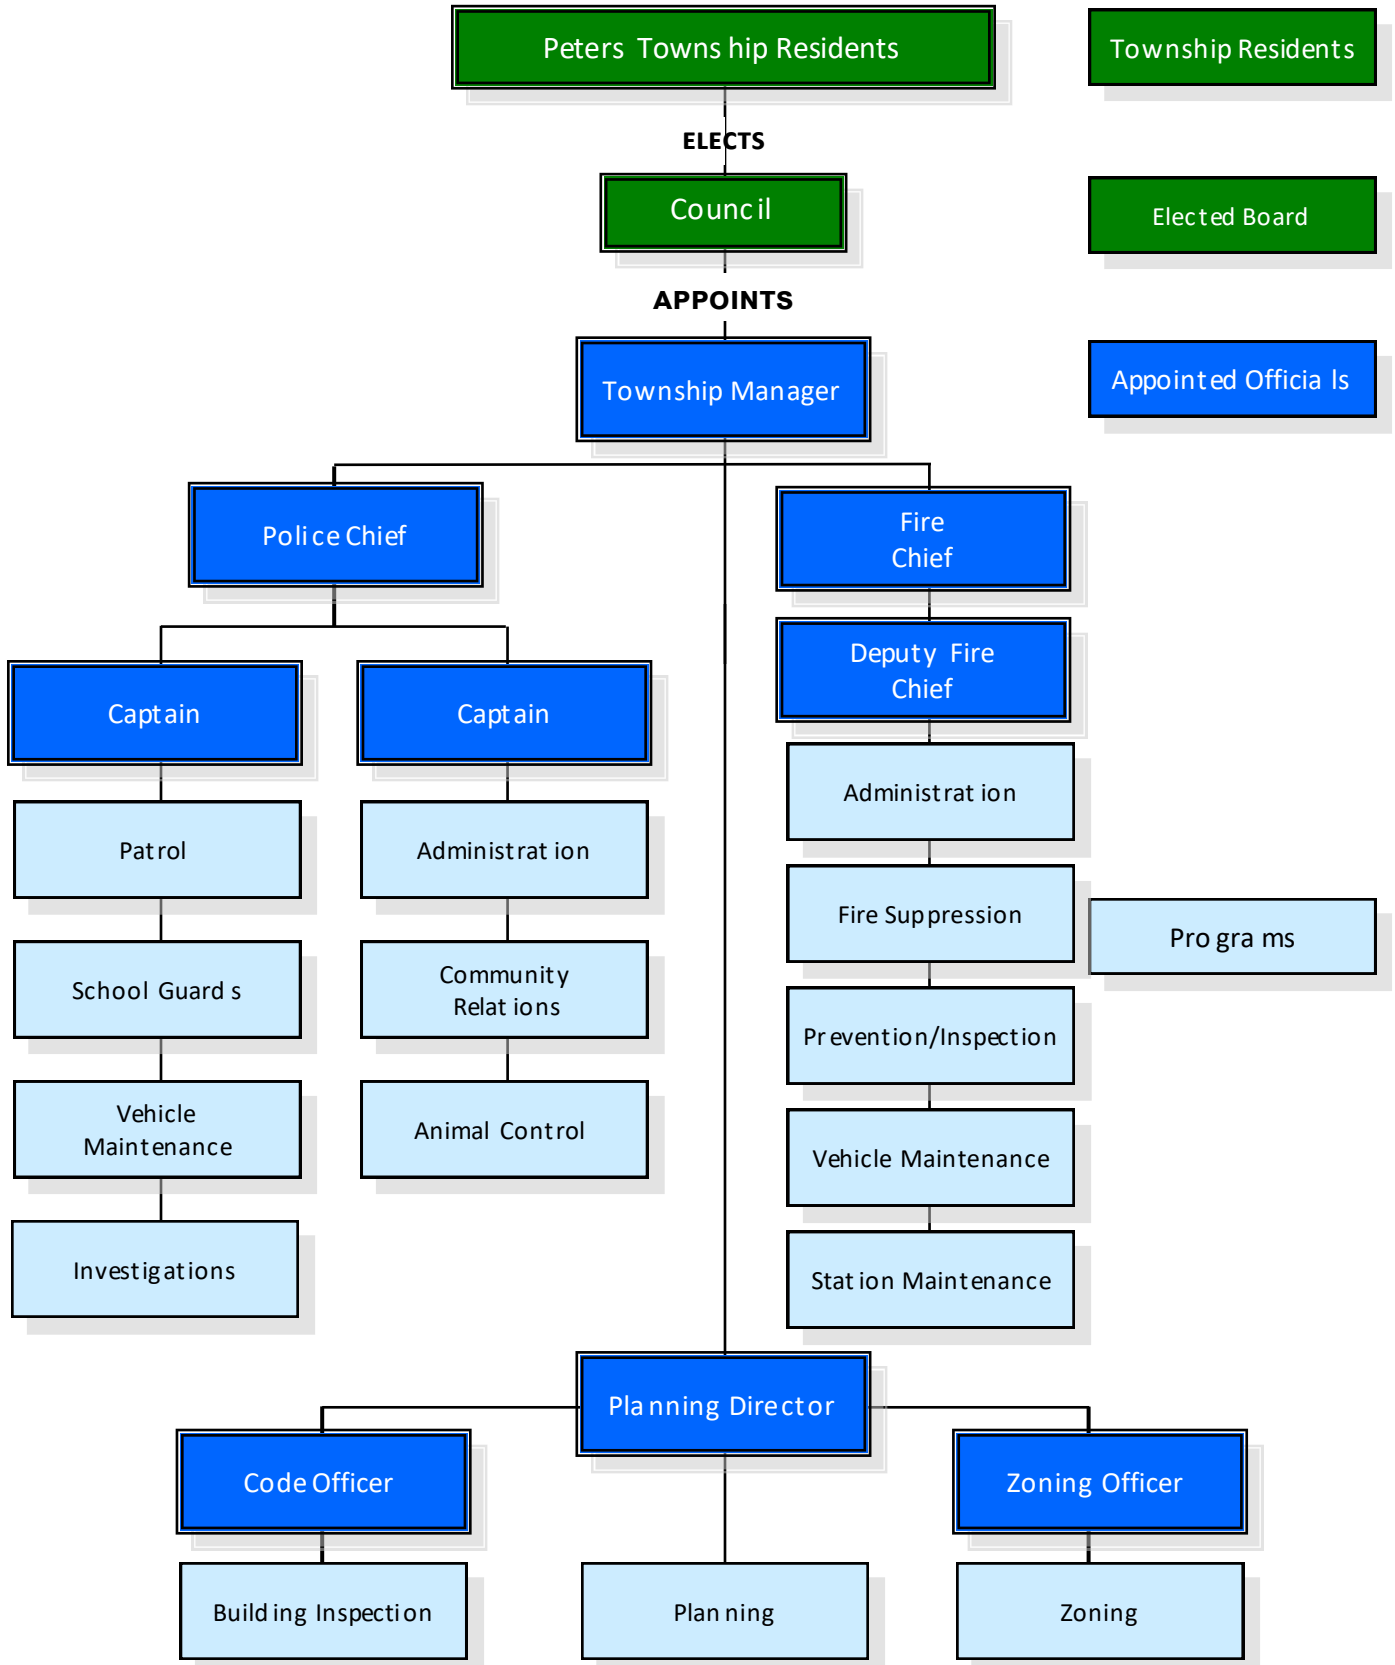 Peters Township Residents
Township Residents
ELECTS
Council
Elected Board
APPOINTS
Township Manager
Appointed Officials
Police Chief
Fire
Chief
Deputy Fire
Chief
Captain
Captain
Administration
Patrol
Administration
Fire Suppression
Programs
School Guards
Community
Relations
Prevention/Inspection
Vehicle
Maintenance
Animal Control
Vehicle Maintenance
Investigations
Station Maintenance
Planning Director
Code Officer
Zoning Officer
Building Inspection
Planning
Zoning